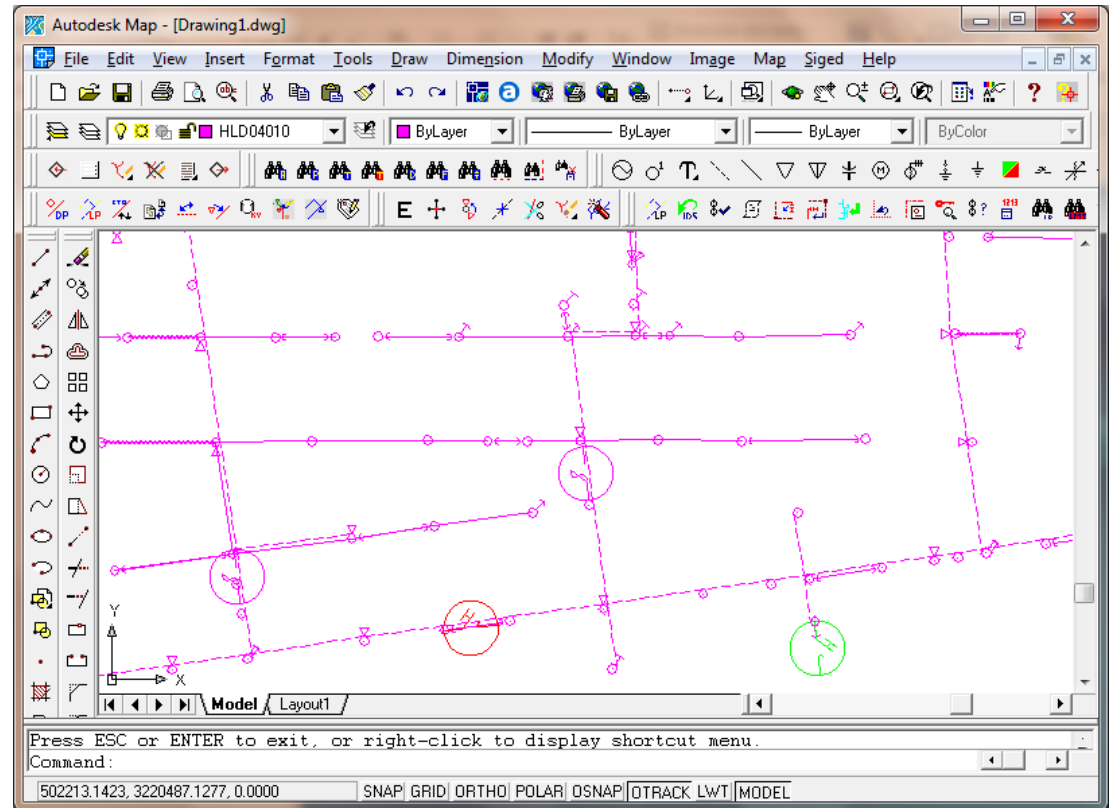 Autodesk Map - [Drawing1.dwg]
File Edit View Insert Format Tools Draw Dimension Modify Window Image Map Siged Help
HLD04010 ByLayer ByLayer ByLayer ByColor
E
Y
X
Model Layout1
Press ESC or ENTER to exit, or right-click to display shortcut menu.
Command:
502213.1423, 3220487.1277, 0.0000 SNAP GRID ORTHO POLAR OSNAP OTRACK LWT MODEL